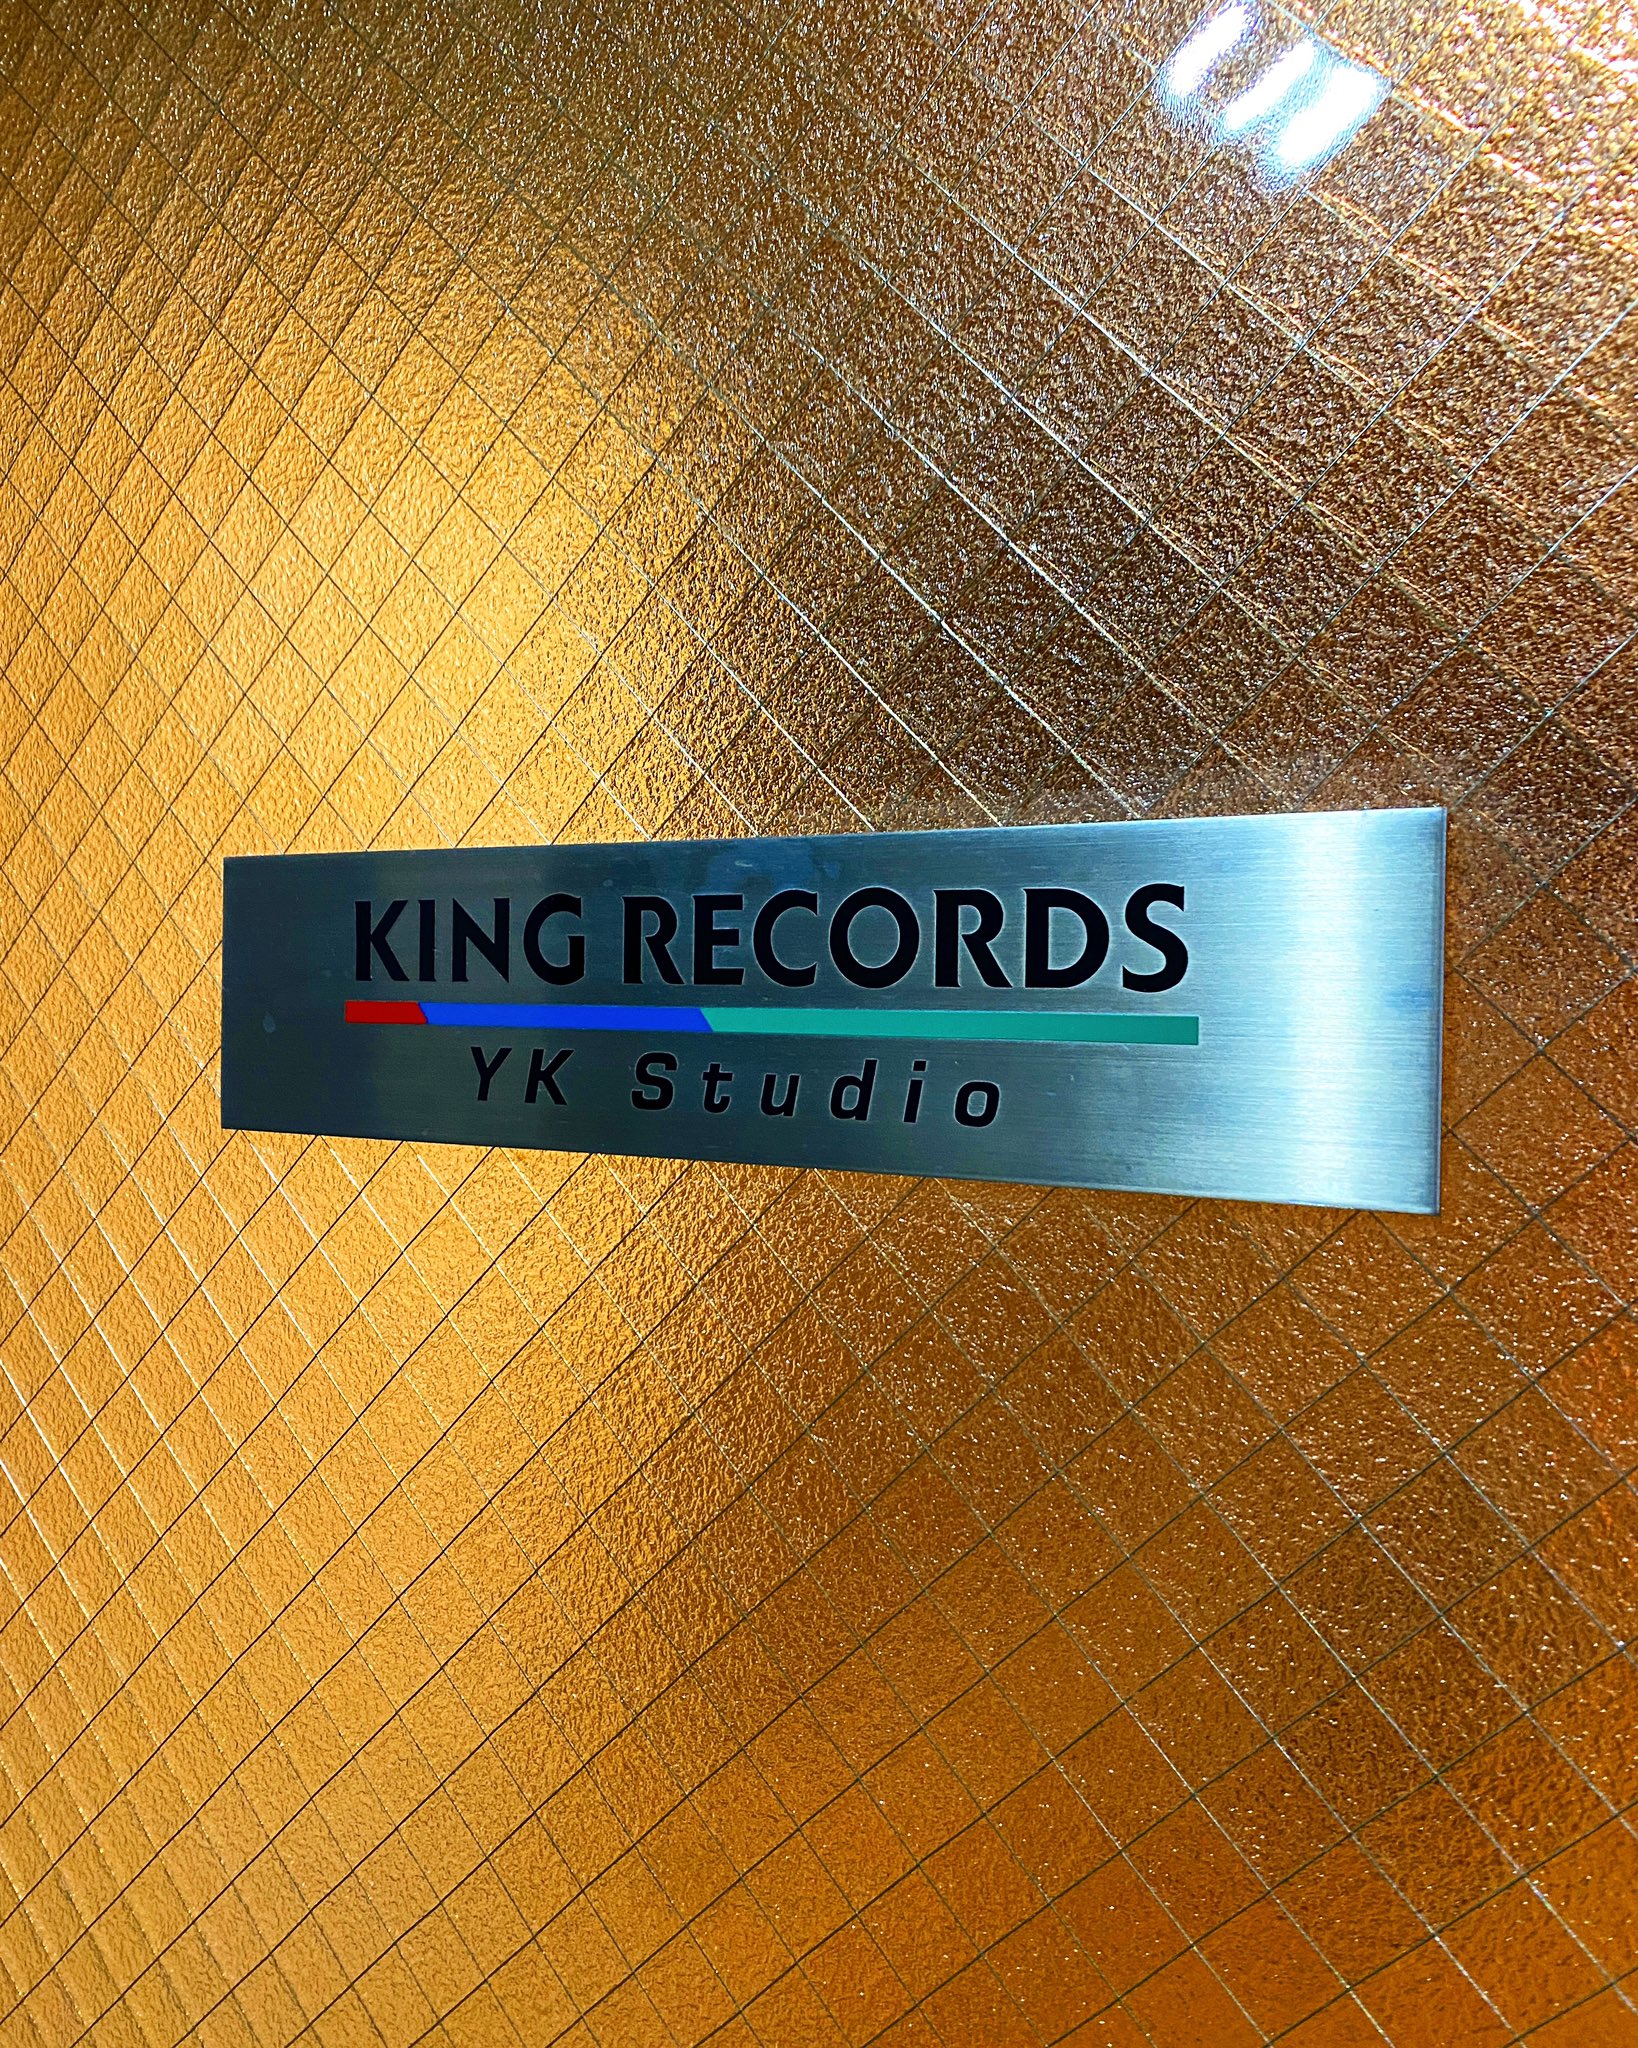 KING RECORDS
YK Studio